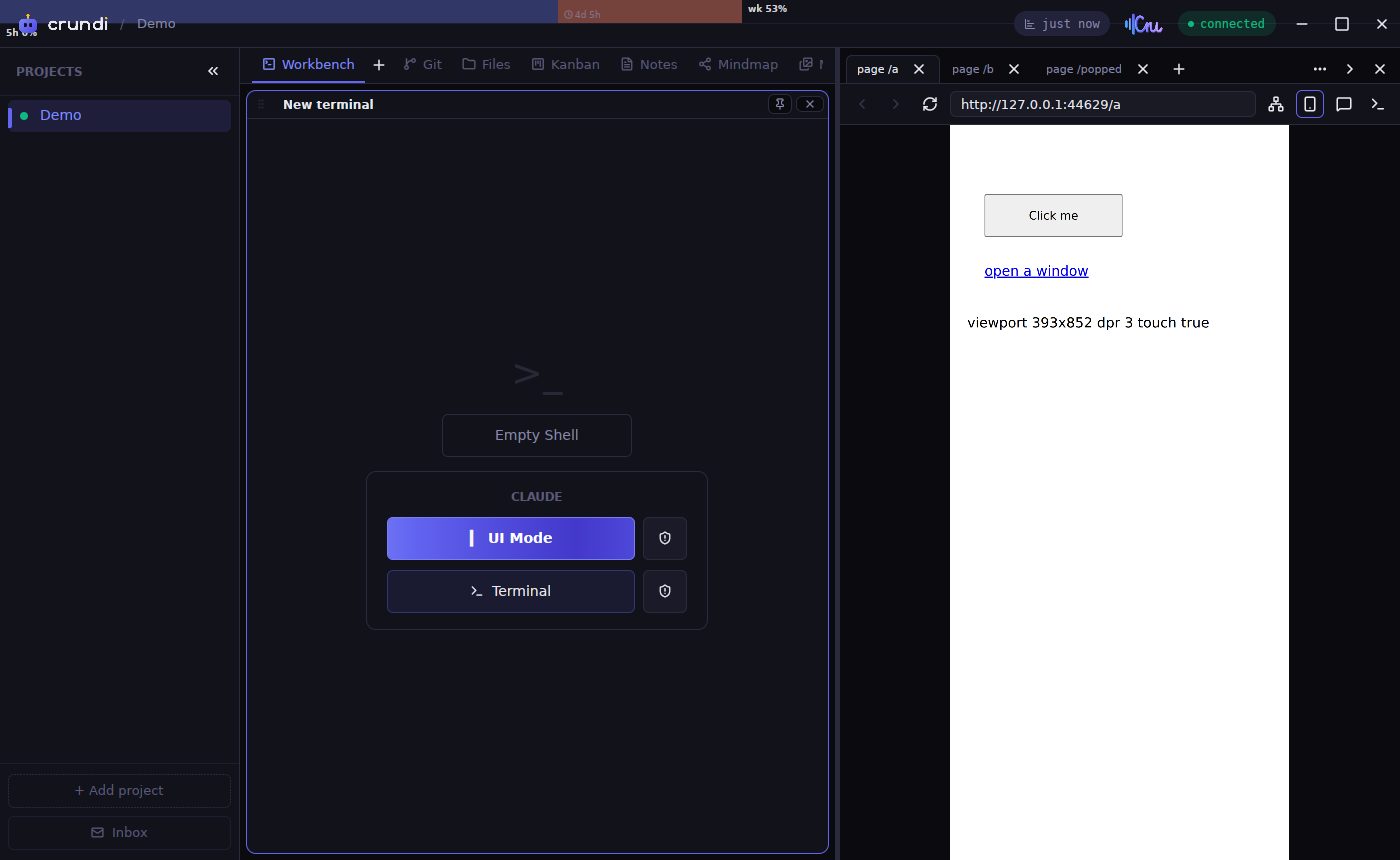 4d 5h
wk 53%
5h 0%
crundi / Demo
just now
Cru
connected
PROJECTS
Workbench
Git
Files
Kanban
Notes
Mindmap
page /a
page /b
page /popped
Demo
New terminal
http://127.0.0.1:44629/a
Click me
open a window
viewport 393x852 dpr 3 touch true
>_
Empty Shell
CLAUDE
UI Mode
Terminal
+ Add project
Inbox